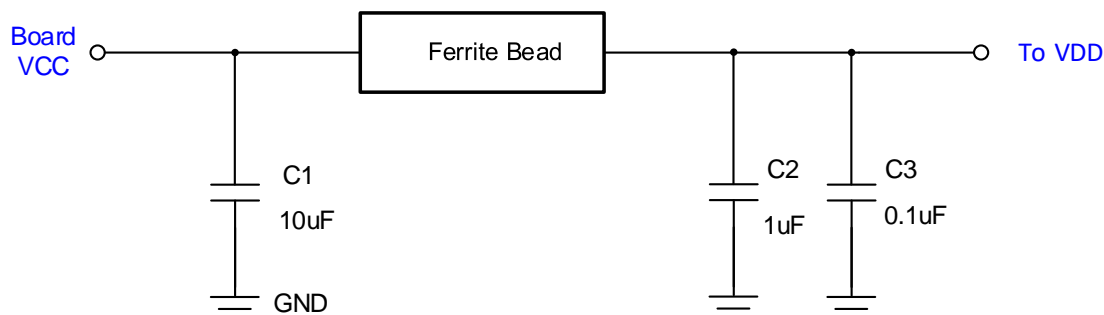 Board
VCC
Ferrite Bead
To VDD
C1
10uF
C2
1uF
C3
0.1uF
GND